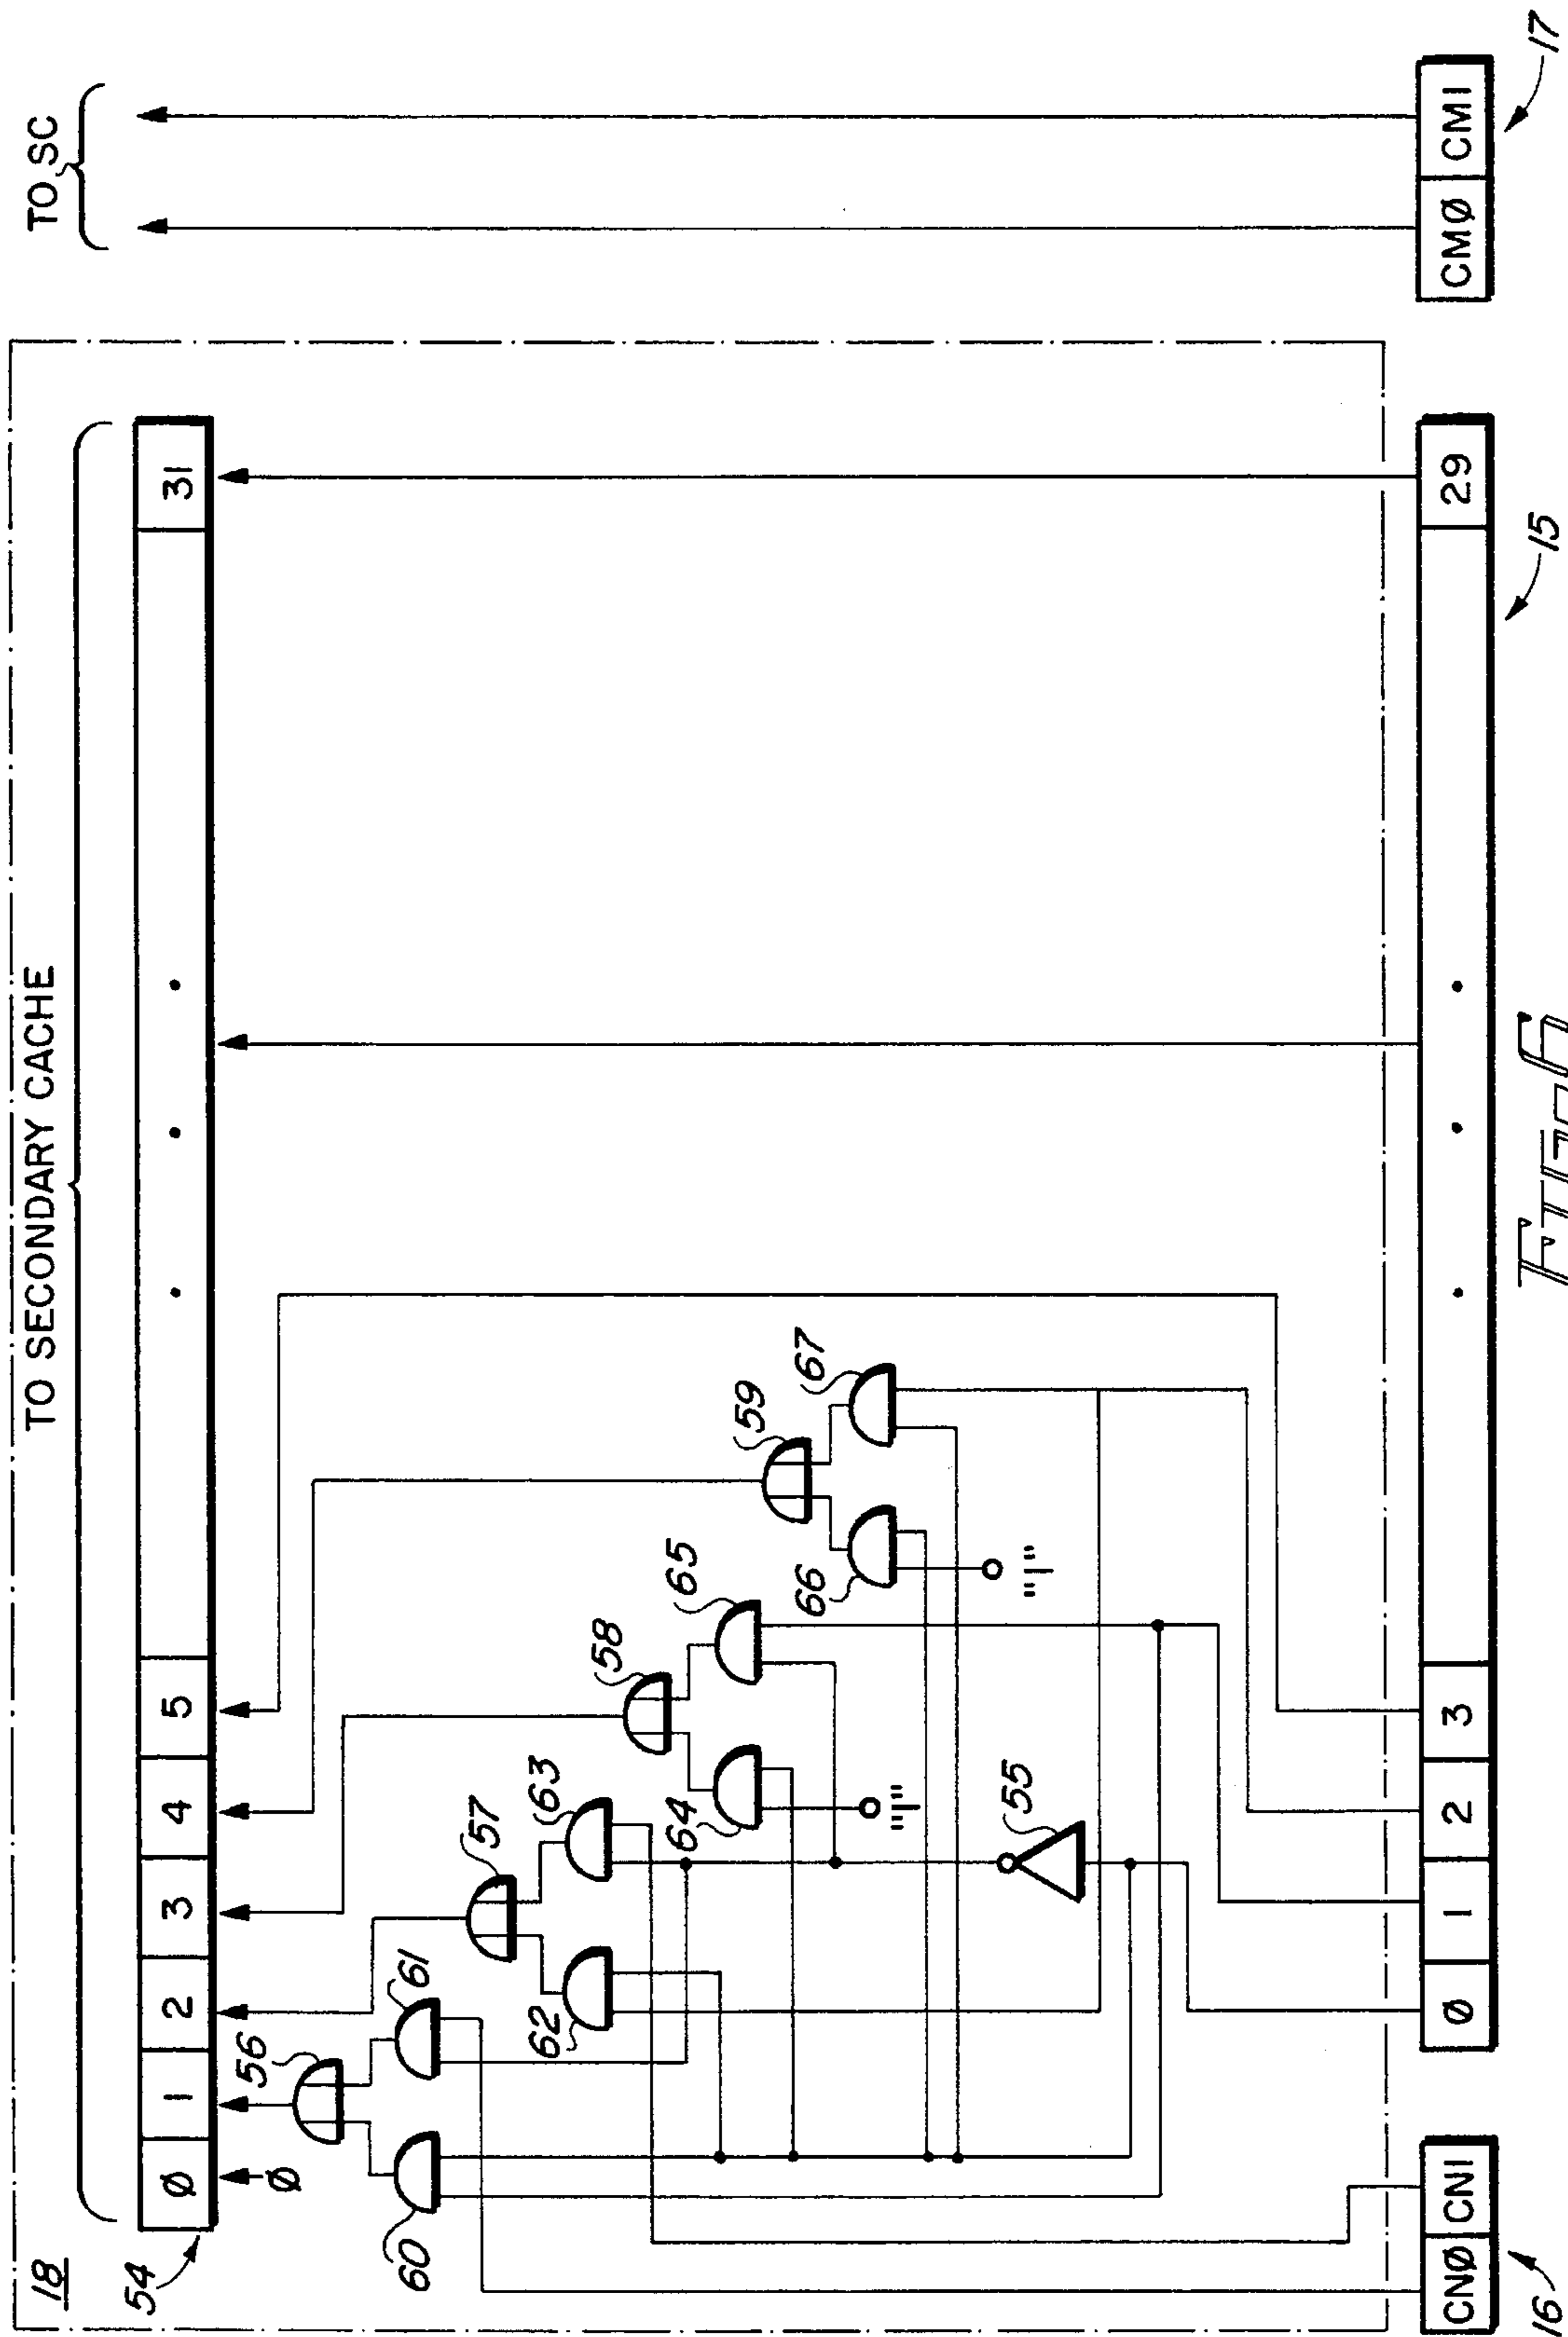 18
TO SECONDARY CACHE
TO SC
54
Ø 1 2 3 4 5 . . . 31
Ø
56
60
61
57
62
63
58
64
65
"1"
59
66
67
"1"
55
16
CNØ CN1
Ø 1 2 3 . . . 29
15
CMØ CM1
17
Fig. 6